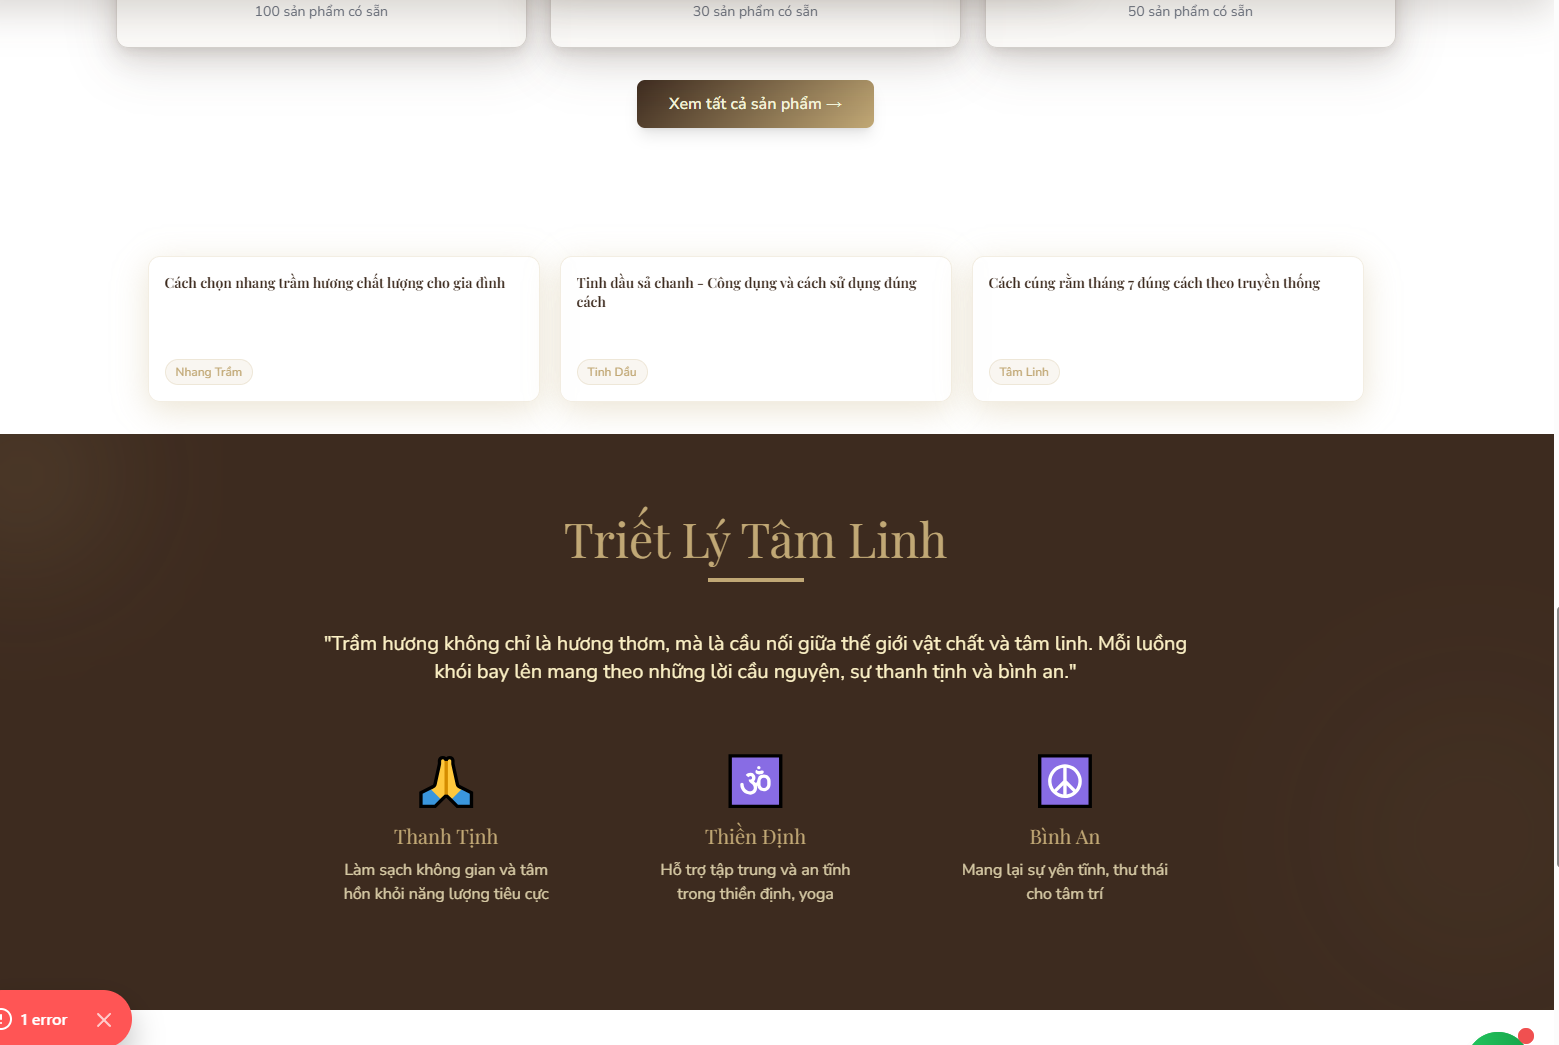 100 sản phẩm có sẵn
30 sản phẩm có sẵn
50 sản phẩm có sẵn
Xem tất cả sản phẩm →
Cách chọn nhang trầm hương chất lượng cho gia đình
Nhang Trầm
Tinh dầu sả chanh - Công dụng và cách sử dụng đúng
cách
Tinh Dầu
Cách cúng rằm tháng 7 đúng cách theo truyền thống
Tâm Linh
Triết Lý Tâm Linh
"Trầm hương không chỉ là hương thơm, mà là cầu nối giữa thế giới vật chất và tâm linh. Mỗi luồng
khói bay lên mang theo những lời cầu nguyện, sự thanh tịnh và bình an."
Thanh Tịnh
Làm sạch không gian và tâm
hồn khỏi năng lượng tiêu cực
Thiền Định
Hỗ trợ tập trung và an tĩnh
trong thiền định, yoga
Bình An
Mang lại sự yên tĩnh, thư thái
cho tâm trí
1 error